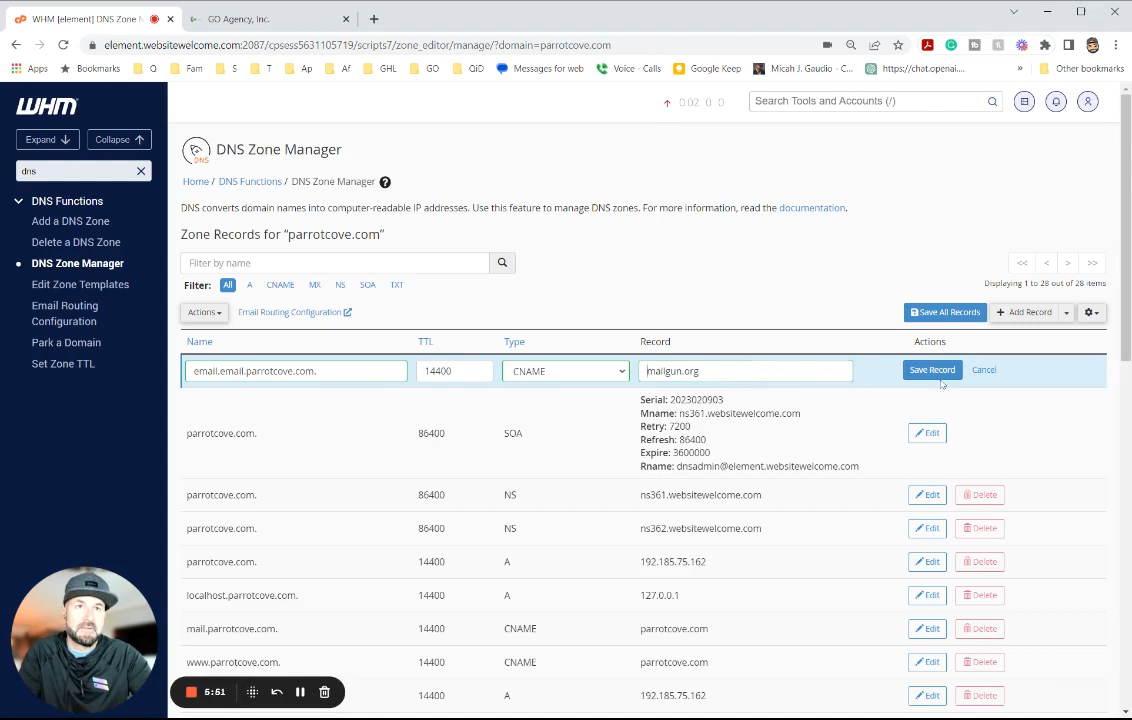 WHM [element] DNS Zone M
GO Agency, Inc.
element.websitewelcome.com:2087/cpsess5631105719/scripts7/zone_editor/manage/?domain=parrotcove.com
Apps Bookmarks Q Fam S T Ap Af GHL GO QiD Messages for web Voice - Calls Google Keep Micah J. Gaudio – C... https://chat.openai.... » Other bookmarks
WHM
0.02 0 0
Search Tools and Accounts (/)
Expand Collapse
dns
DNS Functions
Add a DNS Zone
Delete a DNS Zone
DNS Zone Manager
Edit Zone Templates
Email Routing
Configuration
Park a Domain
Set Zone TTL
DNS
DNS Zone Manager
Home / DNS Functions / DNS Zone Manager ?
DNS converts domain names into computer-readable IP addresses. Use this feature to manage DNS zones. For more information, read the documentation.
Zone Records for “parrotcove.com”
Filter by name
<< < > >>
Displaying 1 to 28 out of 28 items
Filter: All A CNAME MX NS SOA TXT
Actions Email Routing Configuration Save All Records + Add Record
Name TTL Type Record Actions
email.email.parrotcove.com. 14400 CNAME mailgun.org Save Record Cancel
Serial: 2023020903
Mname: ns361.websitewelcome.com
Retry: 7200
parrotcove.com. 86400 SOA Refresh: 86400 Edit
Expire: 3600000
Rname: dnsadmin@element.websitewelcome.com
parrotcove.com. 86400 NS ns361.websitewelcome.com Edit Delete
parrotcove.com. 86400 NS ns362.websitewelcome.com Edit Delete
parrotcove.com. 14400 A 192.185.75.162 Edit Delete
localhost.parrotcove.com. 14400 A 127.0.0.1 Edit Delete
mail.parrotcove.com. 14400 CNAME parrotcove.com Edit Delete
www.parrotcove.com. 14400 CNAME parrotcove.com Edit Delete
14400 A 192.185.75.162 Edit Delete
5:51